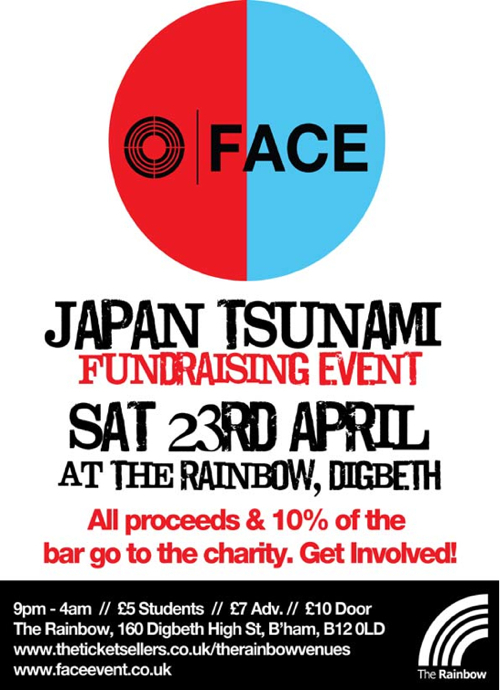 FACE
JAPAN TSUNAMI
FUNDRAISING EVENT
SAT 23RD APRIL
AT THE RAINBOW, DIGBETH
All proceeds & 10% of the
bar go to the charity. Get Involved!
9pm - 4am // £5 Students // £7 Adv. // £10 Door
The Rainbow, 160 Digbeth High St, B'ham, B12 0LD
www.theticketsellers.co.uk/therainbowvenues
www.faceevent.co.uk
The Rainbow